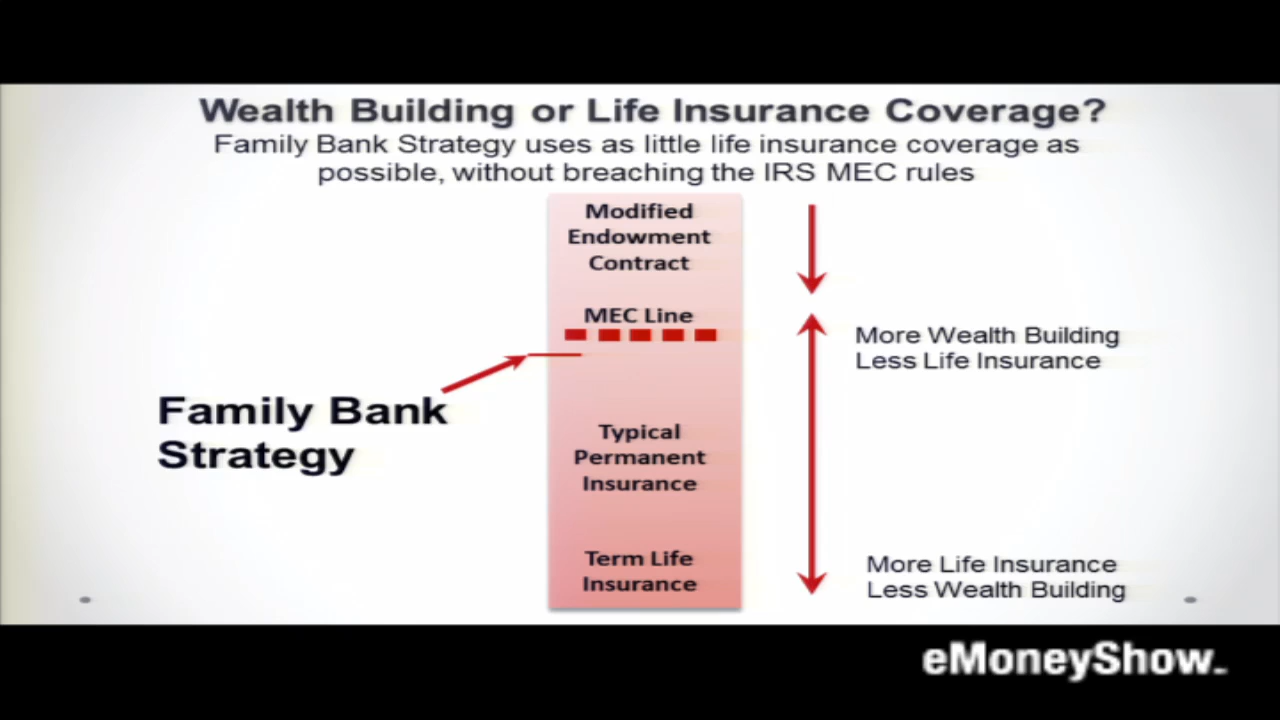 Wealth Building or Life Insurance Coverage?
Family Bank Strategy uses as little life insurance coverage as
possible, without breaching the IRS MEC rules
Modified
Endowment
Contract
MEC Line
More Wealth Building
Less Life Insurance
Family Bank
Strategy
Typical
Permanent
Insurance
Term Life
Insurance
More Life Insurance
Less Wealth Building
eMoneyShow